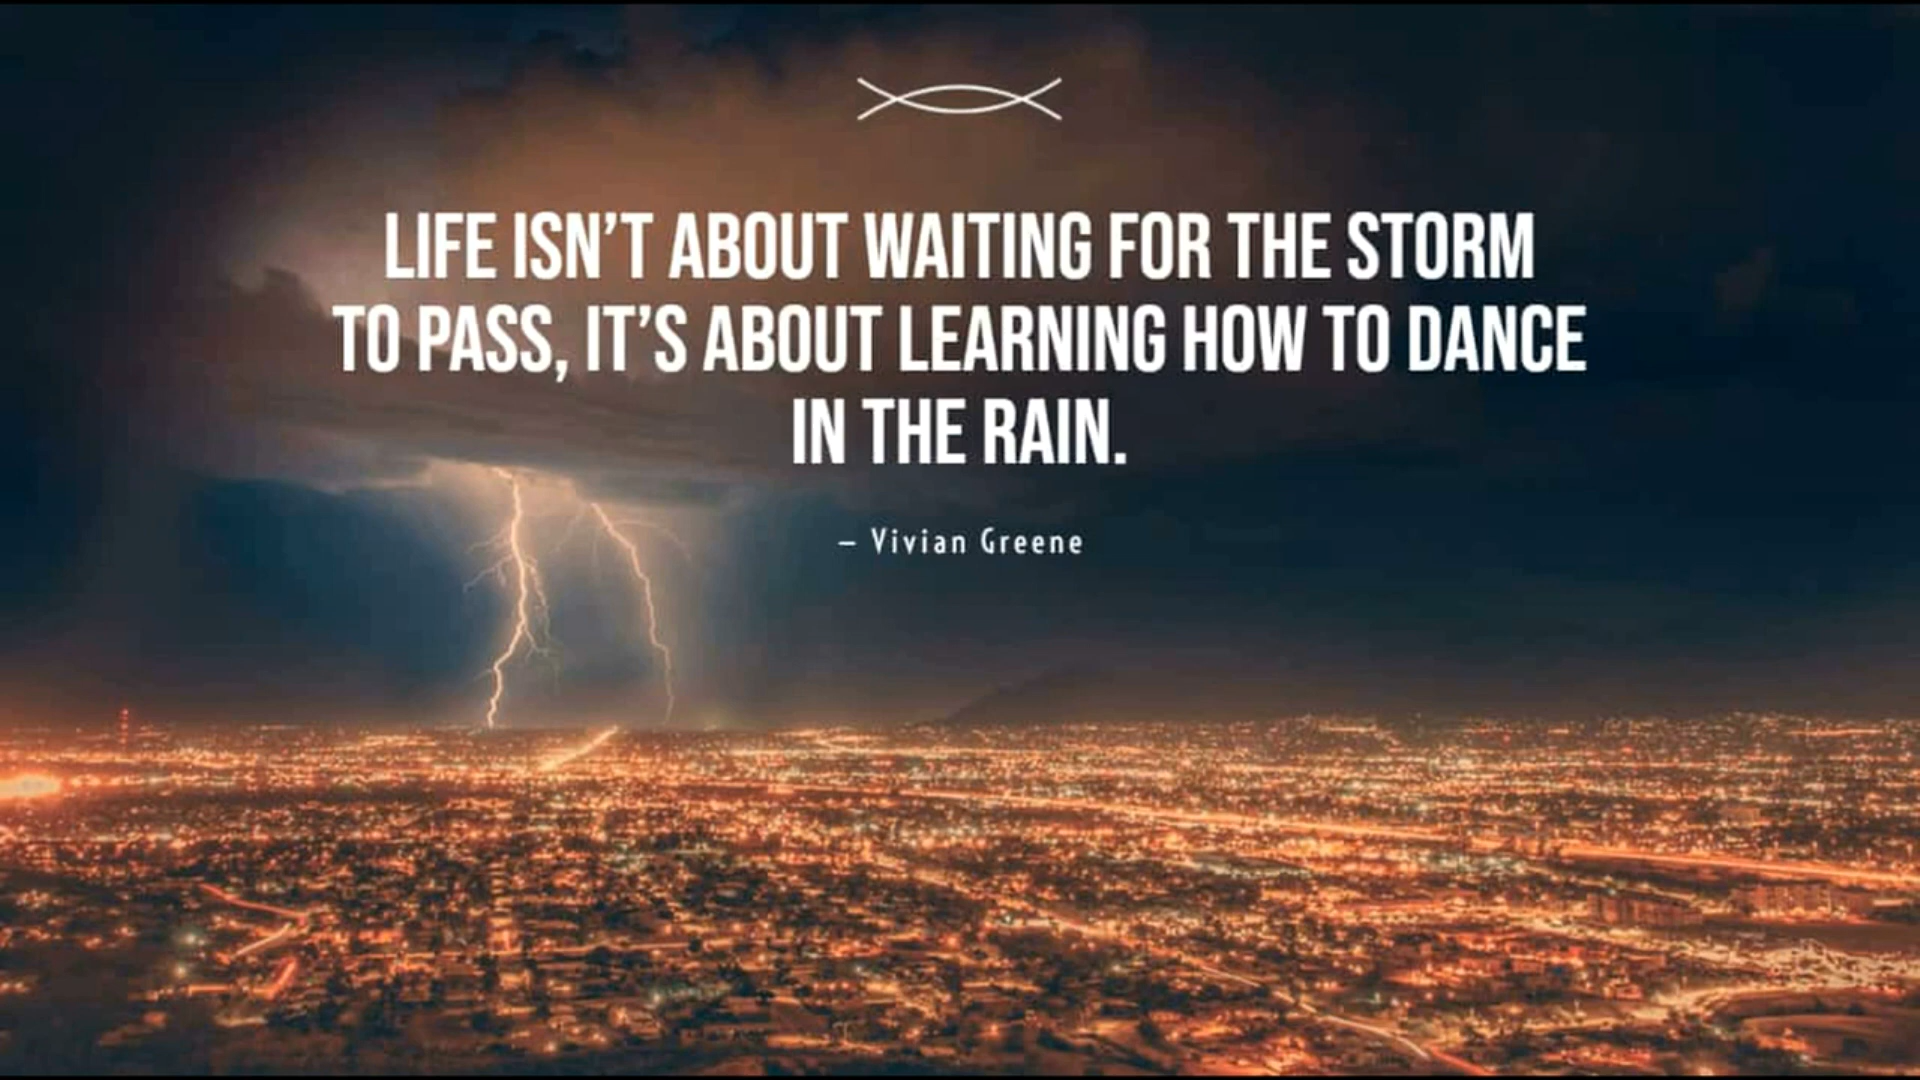 LIFE ISN’T ABOUT WAITING FOR THE STORM
TO PASS, IT’S ABOUT LEARNING HOW TO DANCE
IN THE RAIN.
– Vivian Greene